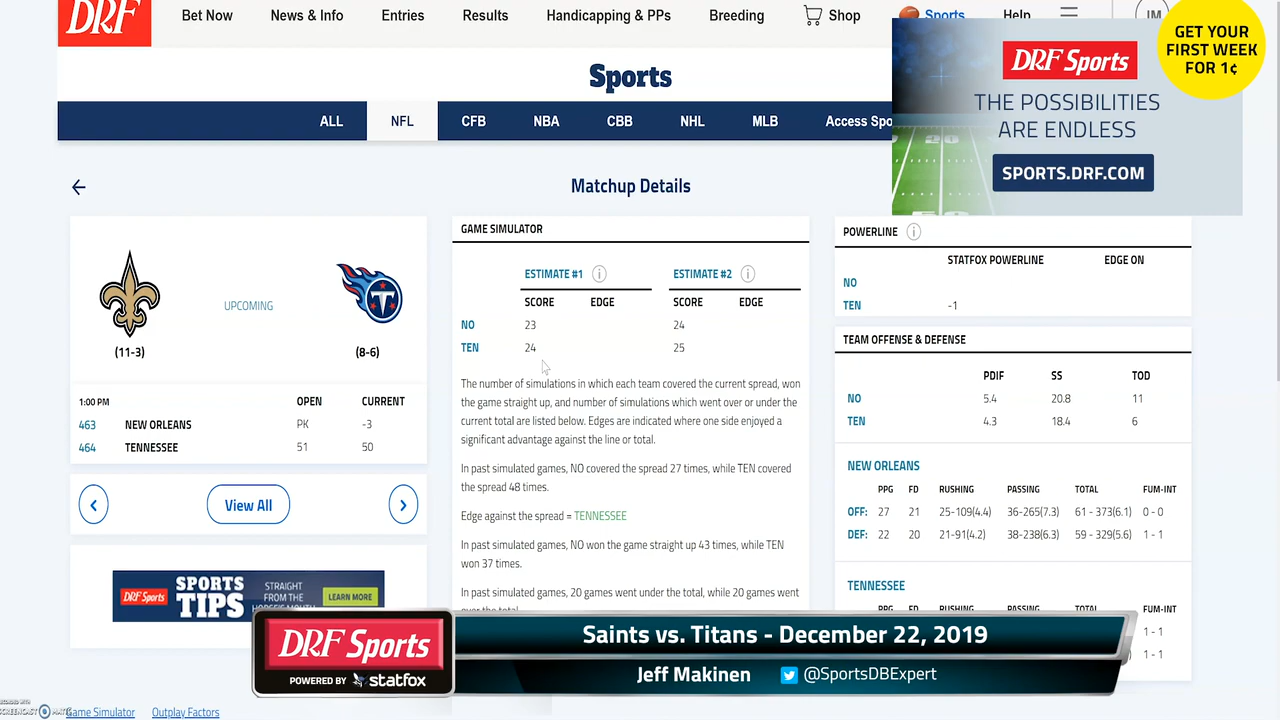 DRF
Bet Now
News & Info
Entries
Results
Handicapping & PPs
Breeding
Shop
Sports
Help
IM
GET YOUR
FIRST WEEK
FOR 1¢
Sports
DRF Sports
THE POSSIBILITIES
ARE ENDLESS
SPORTS.DRF.COM
ALL
NFL
CFB
NBA
CBB
NHL
MLB
Access Spo
Matchup Details
(11-3)
UPCOMING
(8-6)
1:00 PM OPEN CURRENT
463 NEW ORLEANS PK -3
464 TENNESSEE 51 50
View All
DRF Sports
SPORTS
TIPS
STRAIGHT
FROM THE
LEARN MORE
GAME SIMULATOR
ESTIMATE #1 ESTIMATE #2
SCORE EDGE SCORE EDGE
NO 23 24
TEN 24 25
The number of simulations in which each team covered the current spread, won
the game straight up, and number of simulations which went over or under the
current total are listed below. Edges are indicated where one side enjoyed a
significant advantage against the line or total.
In past simulated games, NO covered the spread 27 times, while TEN covered
the spread 48 times.
Edge against the spread = TENNESSEE
In past simulated games, NO won the game straight up 43 times, while TEN
won 37 times.
In past simulated games, 20 games went under the total, while 20 games went
over the total.
POWERLINE
STATFOX POWERLINE EDGE ON
NO
TEN -1
TEAM OFFENSE & DEFENSE
PDIF SS TOD
NO 5.4 20.8 11
TEN 4.3 18.4 6
NEW ORLEANS
PPG FD RUSHING PASSING TOTAL FUM-INT
OFF: 27 21 25-109(4.4) 36-265(7.3) 61 - 373(6.1) 0 - 0
DEF: 22 20 21-91(4.2) 38-238(6.3) 59 - 329(5.6) 1 - 1
TENNESSEE
PPG FD RUSHING PASSING TOTAL FUM-INT
1 - 1
1 - 1
DRF Sports
POWERED BY statfox
Saints vs. Titans - December 22, 2019
Jeff Makinen @SportsDBExpert
Game Simulator
Outplay Factors